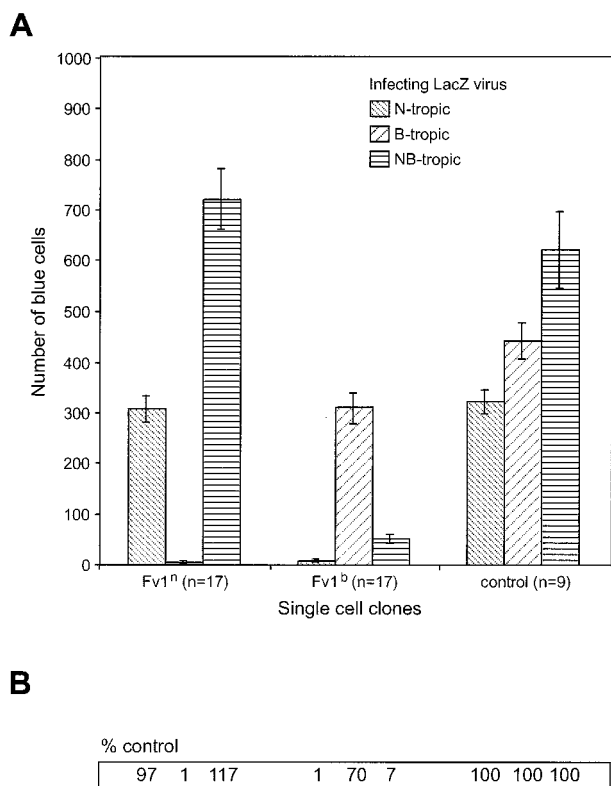 A
Number of blue cells
1000
900
800
700
600
500
400
300
200
100
0
Infecting LacZ virus
N-tropic
B-tropic
NB-tropic
Fv1ⁿ (n=17) Fv1ᵇ (n=17) control (n=9)
Single cell clones
B
% control
97 1 117 1 70 7 100 100 100